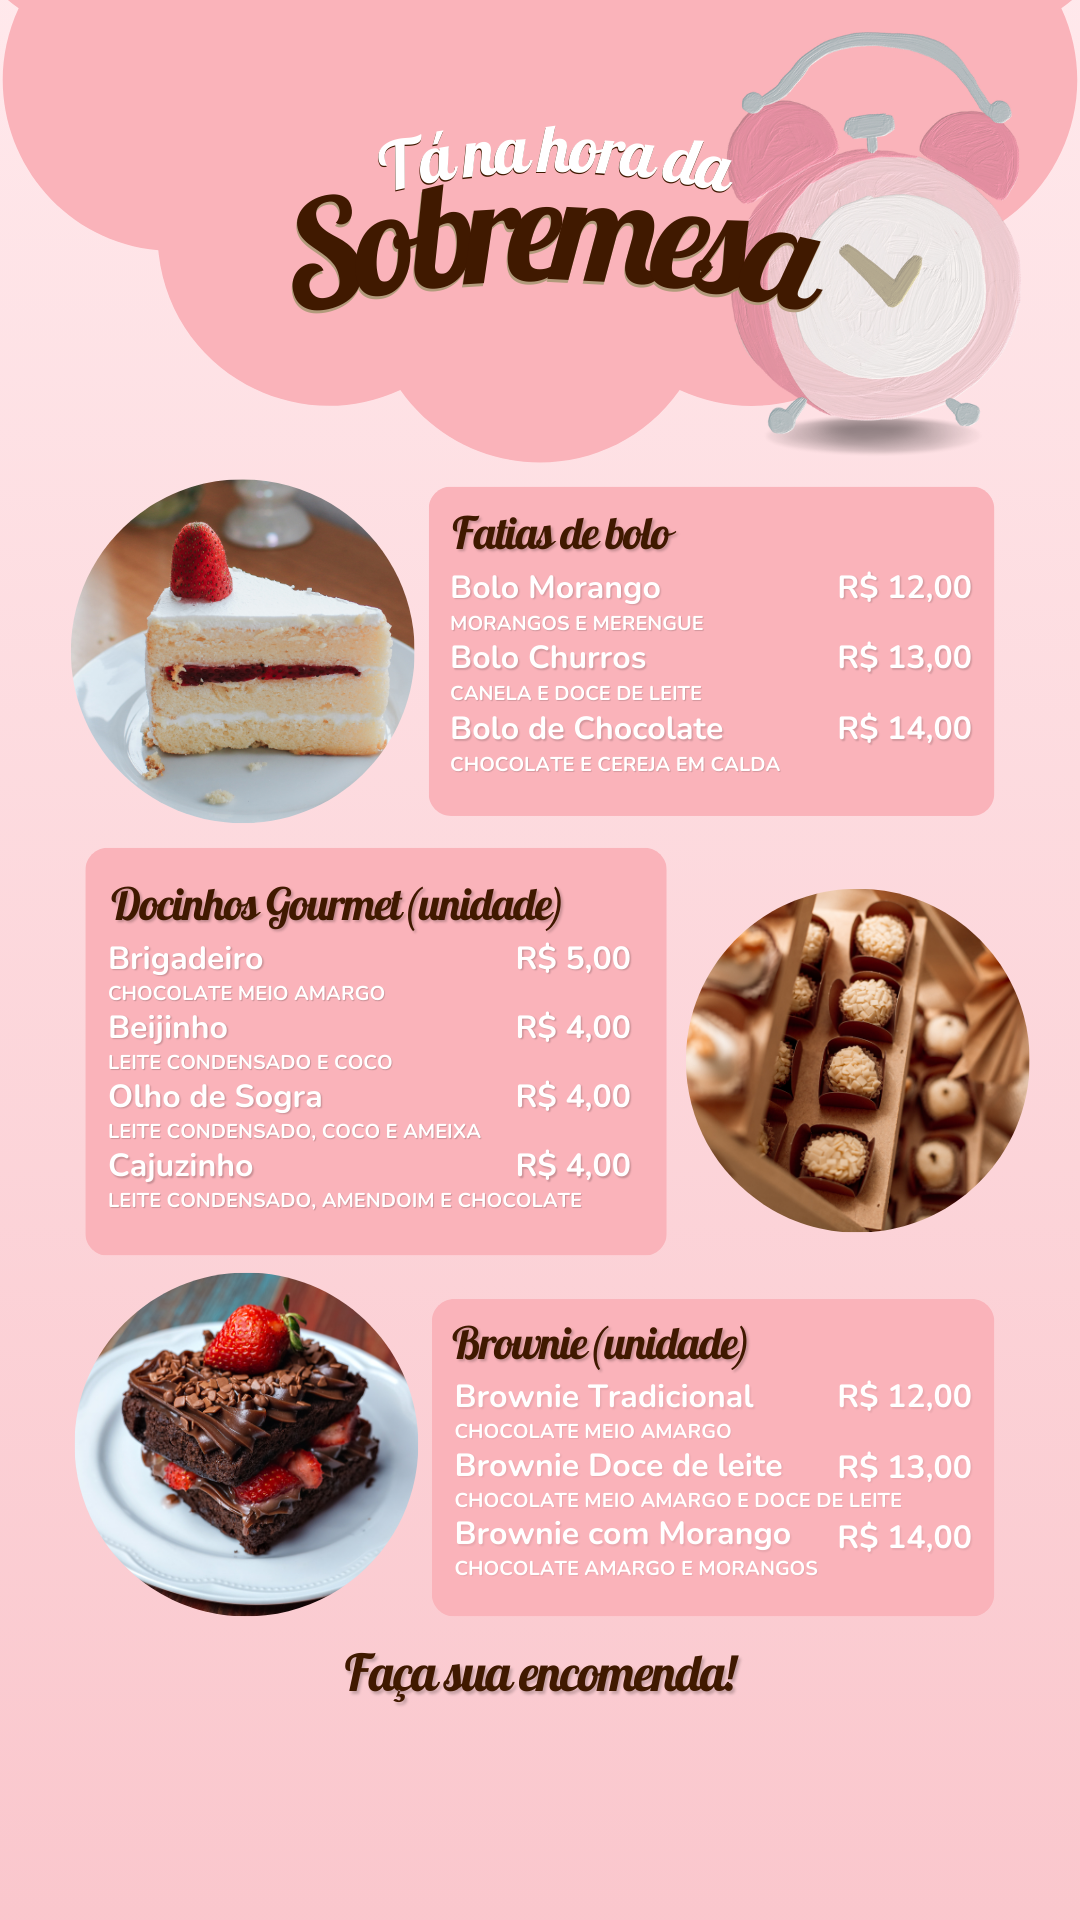 Tá na hora da
Sobremesa
Fatias de bolo
Bolo Morango R$ 12,00
MORANGOS E MERENGUE
Bolo Churros R$ 13,00
CANELA E DOCE DE LEITE
Bolo de Chocolate R$ 14,00
CHOCOLATE E CEREJA EM CALDA
Docinhos Gourmet (unidade)
Brigadeiro R$ 5,00
CHOCOLATE MEIO AMARGO
Beijinho R$ 4,00
LEITE CONDENSADO E COCO
Olho de Sogra R$ 4,00
LEITE CONDENSADO, COCO E AMEIXA
Cajuzinho R$ 4,00
LEITE CONDENSADO, AMENDOIM E CHOCOLATE
Brownie (unidade)
Brownie Tradicional R$ 12,00
CHOCOLATE MEIO AMARGO
Brownie Doce de leite R$ 13,00
CHOCOLATE MEIO AMARGO E DOCE DE LEITE
Brownie com Morango R$ 14,00
CHOCOLATE AMARGO E MORANGOS
Faça sua encomenda!